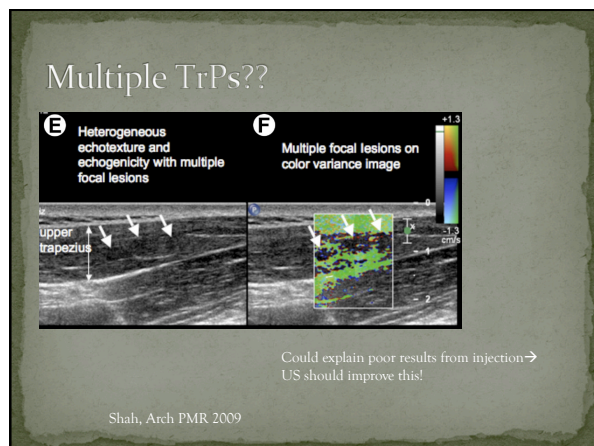 Multiple TrPs??
E
Heterogeneous
echotexture and
echogenicity with multiple
focal lesions
upper
trapezius
F
Multiple focal lesions on
color variance image
+1.3
-1.3
cm/s
0
x
1
2
Could explain poor results from injection→
US should improve this!
Shah, Arch PMR 2009